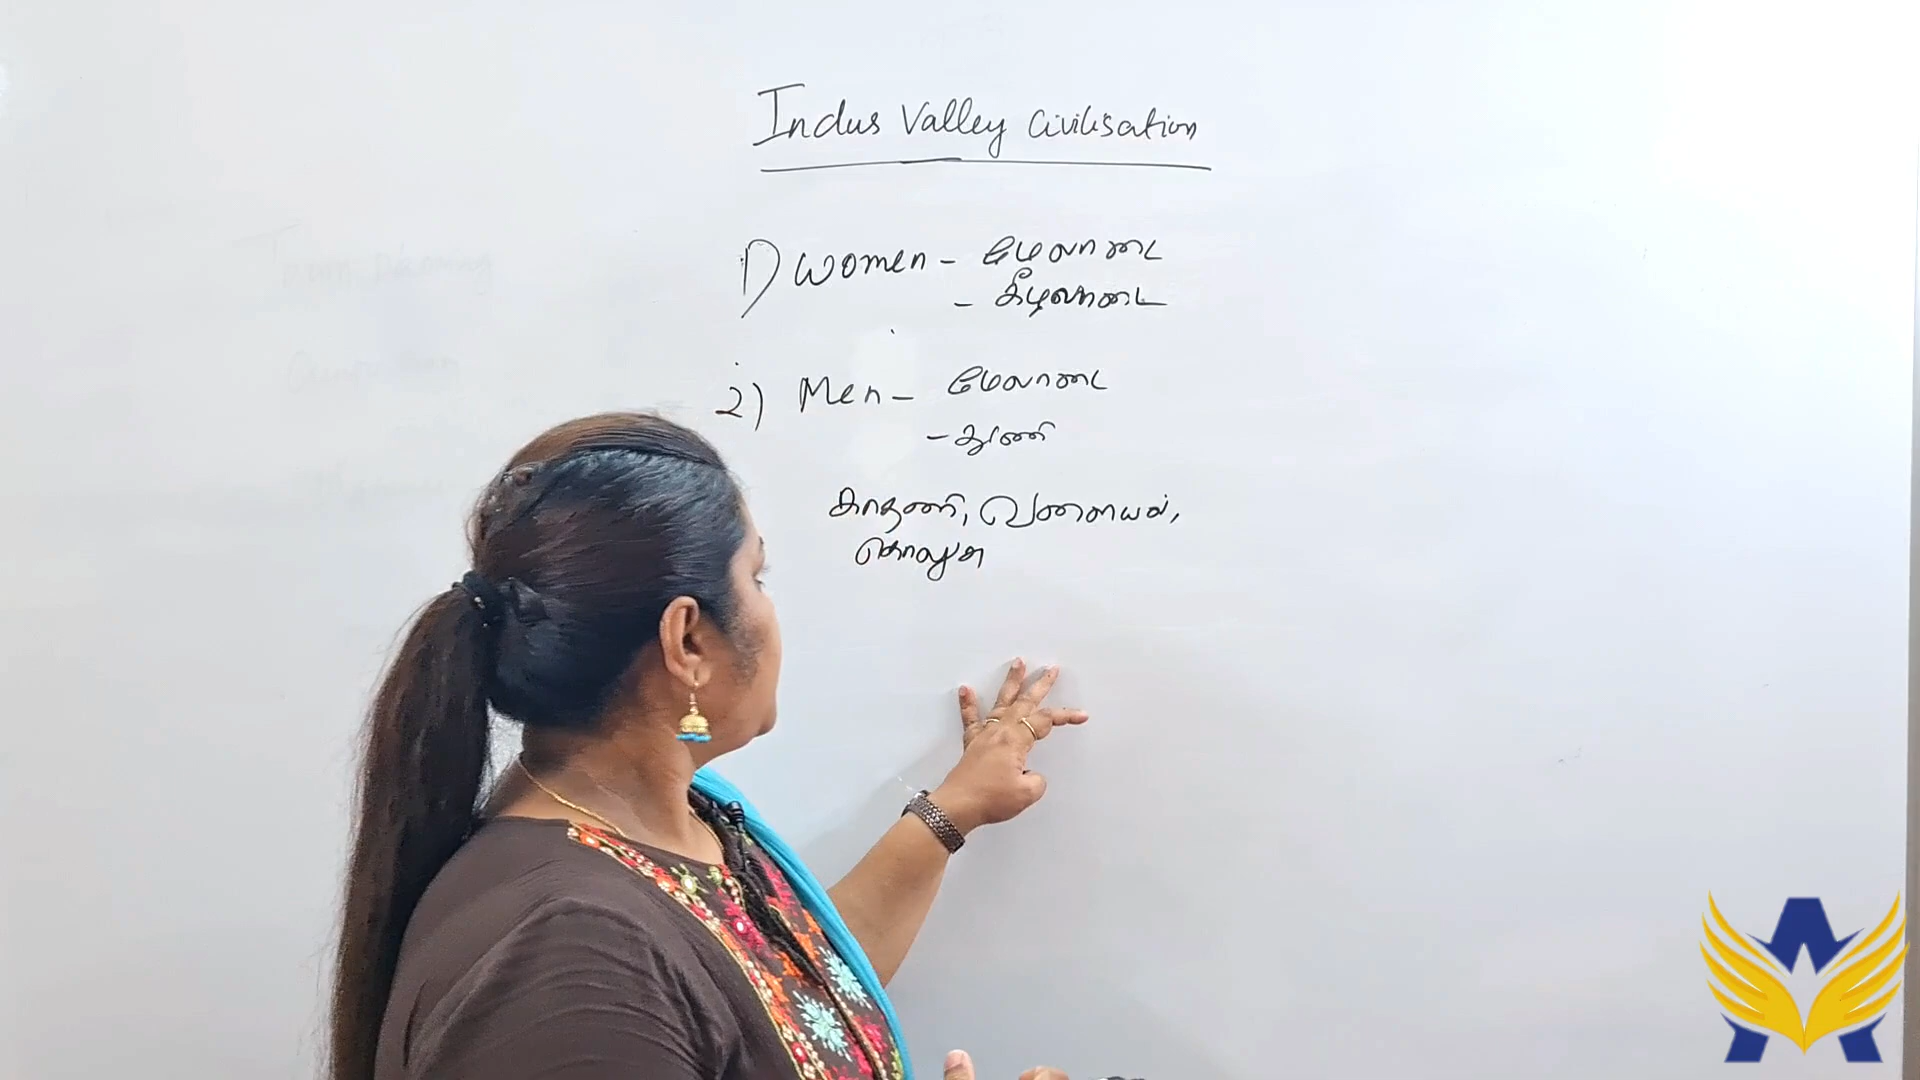 Indus Valley Civilisation
1) women - மேலாடை
- கீழாடை
2) Men - மேலாடை
- துணி
காதணி, வளையல்,
கொலுசு